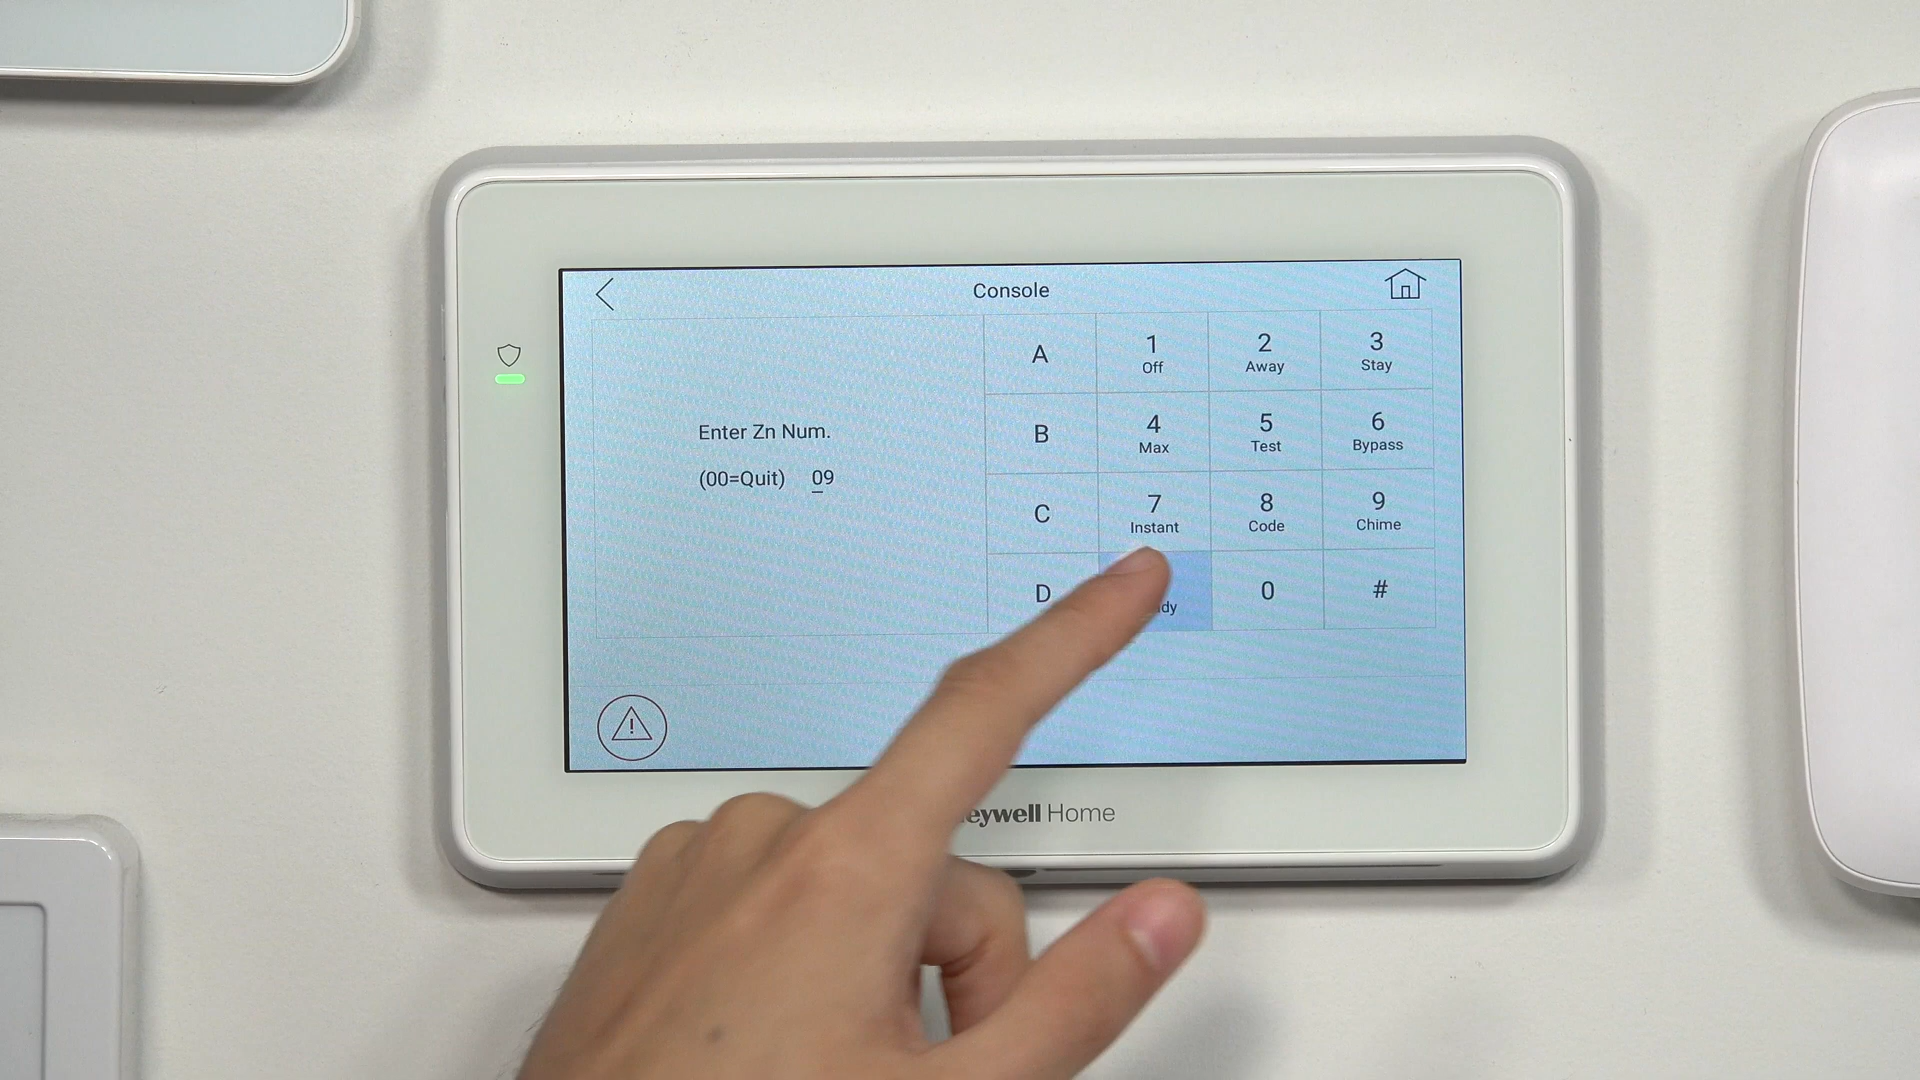 Console
Enter Zn Num.
(00=Quit) 09
A
1
Off
2
Away
3
Stay
B
4
Max
5
Test
6
Bypass
C
7
Instant
8
Code
9
Chime
D
0
#
Home